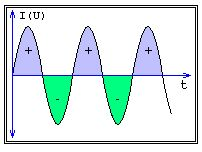 I(U)
+ + +
- -
t